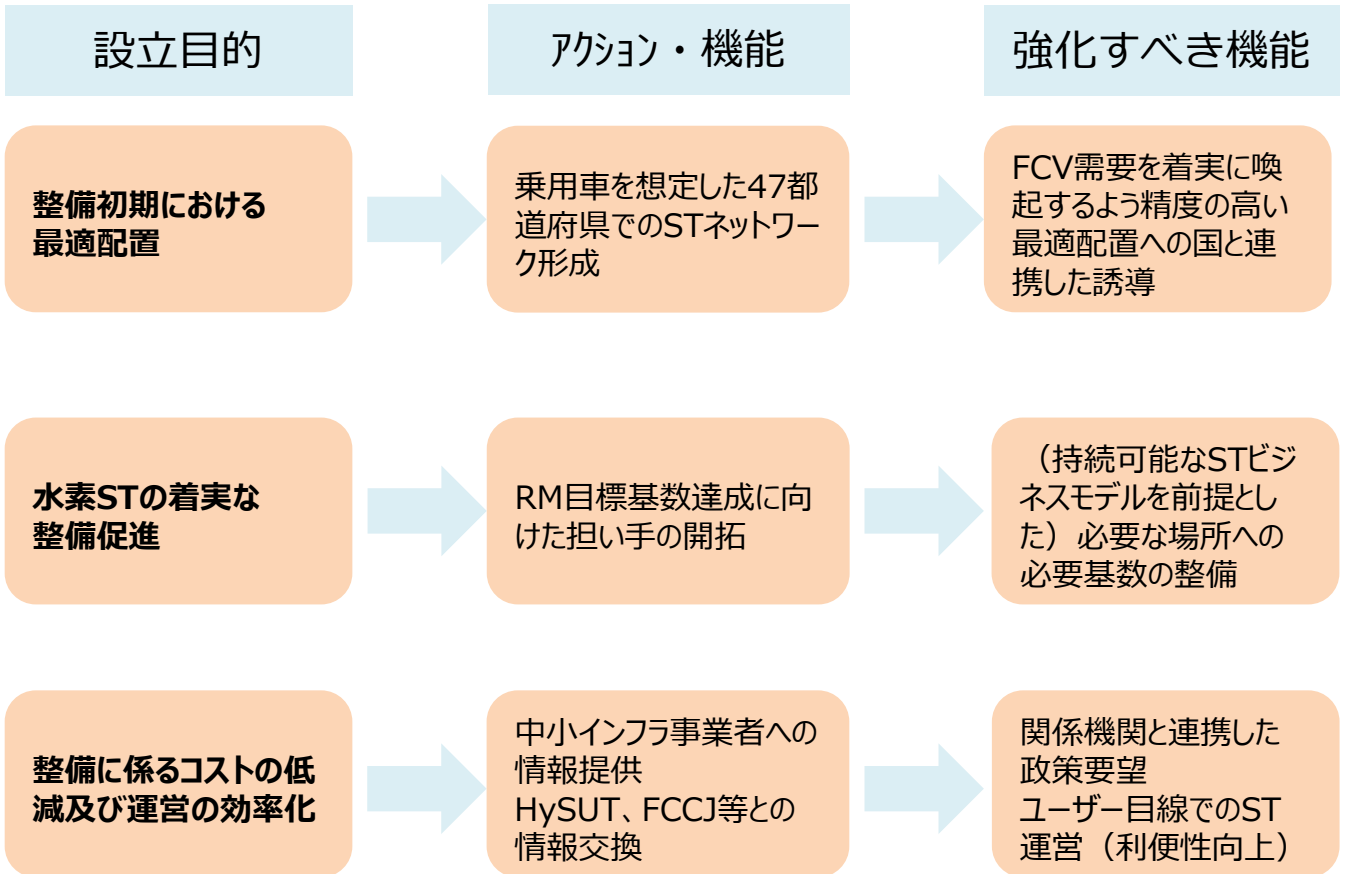 設立目的
アクション・機能
強化すべき機能
整備初期における
最適配置
乗用車を想定した47都
道府県でのSTネットワー
ク形成
FCV需要を着実に喚
起するよう精度の高い
最適配置への国と連
携した誘導
水素STの着実な
整備促進
RM目標基数達成に向
けた担い手の開拓
（持続可能なSTビジ
ネスモデルを前提とし
た）必要な場所への
必要基数の整備
整備に係るコストの低
減及び運営の効率化
中小インフラ事業者への
情報提供
HySUT、FCCJ等との
情報交換
関係機関と連携した
政策要望
ユーザー目線でのST
運営（利便性向上）